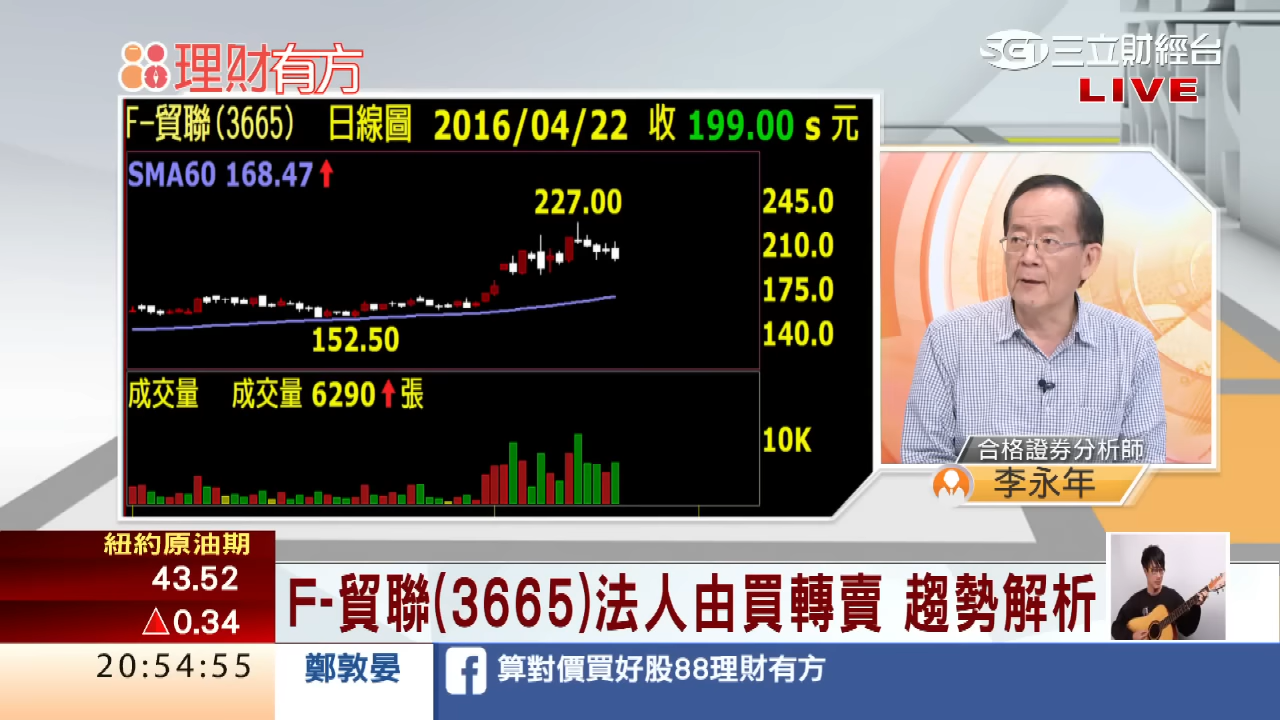 88理財有方
SET三立財經台
LIVE
F-貿聯(3665) 日線圖 2016/04/22 收 199.00 s 元
SMA60 168.47↑
227.00
245.0
210.0
175.0
140.0
152.50
成交量 成交量 6290↑張
10K
合格證券分析師
李永年
紐約原油期
43.52
△0.34
F-貿聯(3665)法人由買轉賣 趨勢解析
20:54:55
鄭敦晏
f 算對價買好股88理財有方